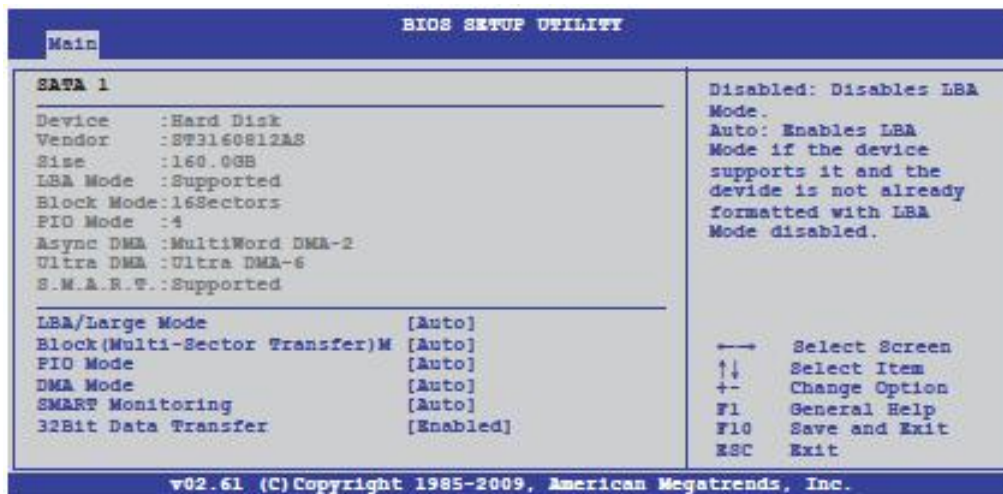 BIOS SETUP UTILITY
Main
SATA 1
Device :Hard Disk
Vendor :ST3160812AS
Size :160.0GB
LBA Mode :Supported
Block Mode:16Sectors
PIO Mode :4
Async DMA :MultiWord DMA-2
Ultra DMA :Ultra DMA-6
S.M.A.R.T.:Supported
LBA/Large Mode [Auto]
Block(Multi-Sector Transfer)M [Auto]
PIO Mode [Auto]
DMA Mode [Auto]
SMART Monitoring [Auto]
32Bit Data Transfer [Enabled]
Disabled: Disables LBA
Mode.
Auto: Enables LBA
Mode if the device
supports it and the
devide is not already
formatted with LBA
Mode disabled.
←→ Select Screen
↑↓ Select Item
+- Change Option
F1 General Help
F10 Save and Exit
ESC Exit
v02.61 (C)Copyright 1985-2009, American Megatrends, Inc.